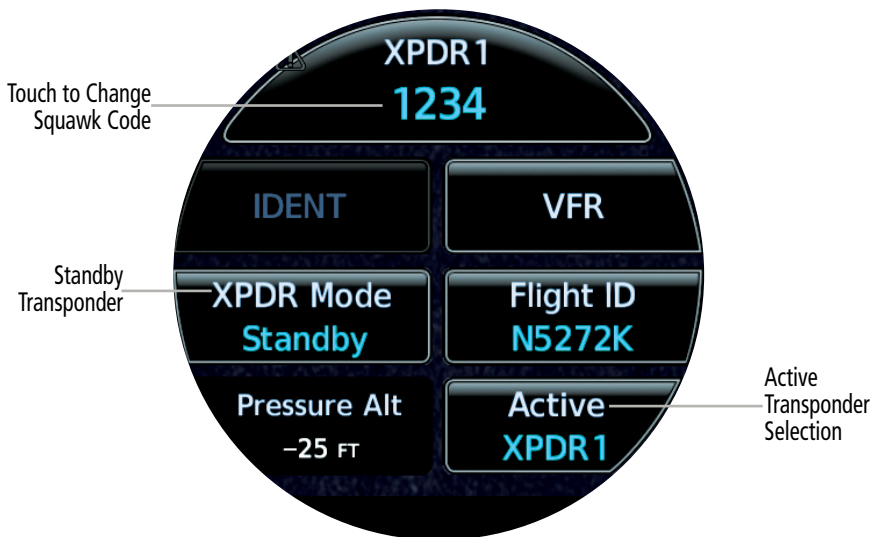 XPDR1
1234
Touch to Change
Squawk Code
IDENT
VFR
Standby
Transponder
XPDR Mode
Standby
Flight ID
N5272K
Pressure Alt
–25 FT
Active
XPDR1
Active
Transponder
Selection